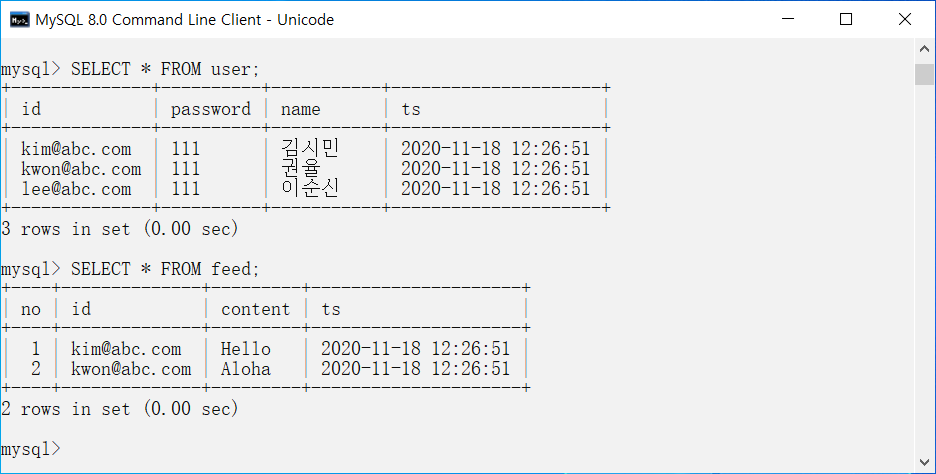 MySQL 8.0 Command Line Client - Unicode
mysql> SELECT * FROM user;
+--------------+----------+-----------+---------------------+
| id           | password | name      | ts                  |
+--------------+----------+-----------+---------------------+
| kim@abc.com  | 111      | 김시민    | 2020-11-18 12:26:51 |
| kwon@abc.com | 111      | 권율      | 2020-11-18 12:26:51 |
| lee@abc.com  | 111      | 이순신    | 2020-11-18 12:26:51 |
+--------------+----------+-----------+---------------------+
3 rows in set (0.00 sec)
mysql> SELECT * FROM feed;
+----+--------------+---------+---------------------+
| no | id           | content | ts                  |
+----+--------------+---------+---------------------+
|  1 | kim@abc.com  | Hello   | 2020-11-18 12:26:51 |
|  2 | kwon@abc.com | Aloha   | 2020-11-18 12:26:51 |
+----+--------------+---------+---------------------+
2 rows in set (0.00 sec)
mysql>